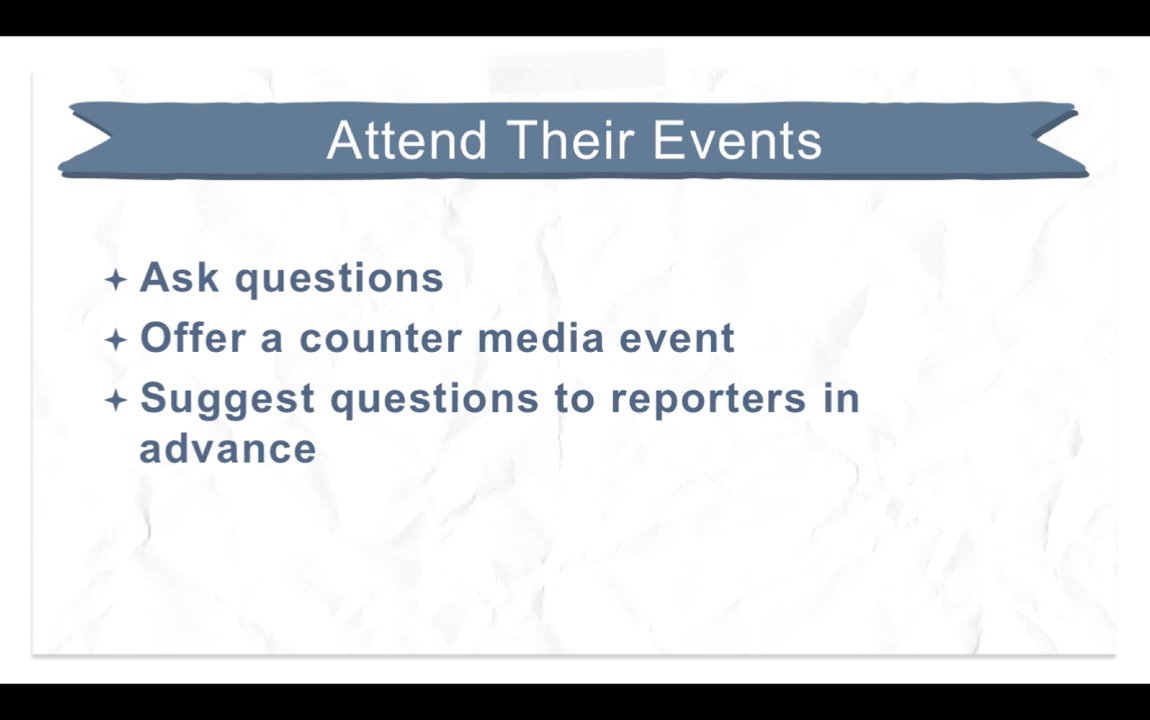 Attend Their Events
Ask questions
Offer a counter media event
Suggest questions to reporters in
advance